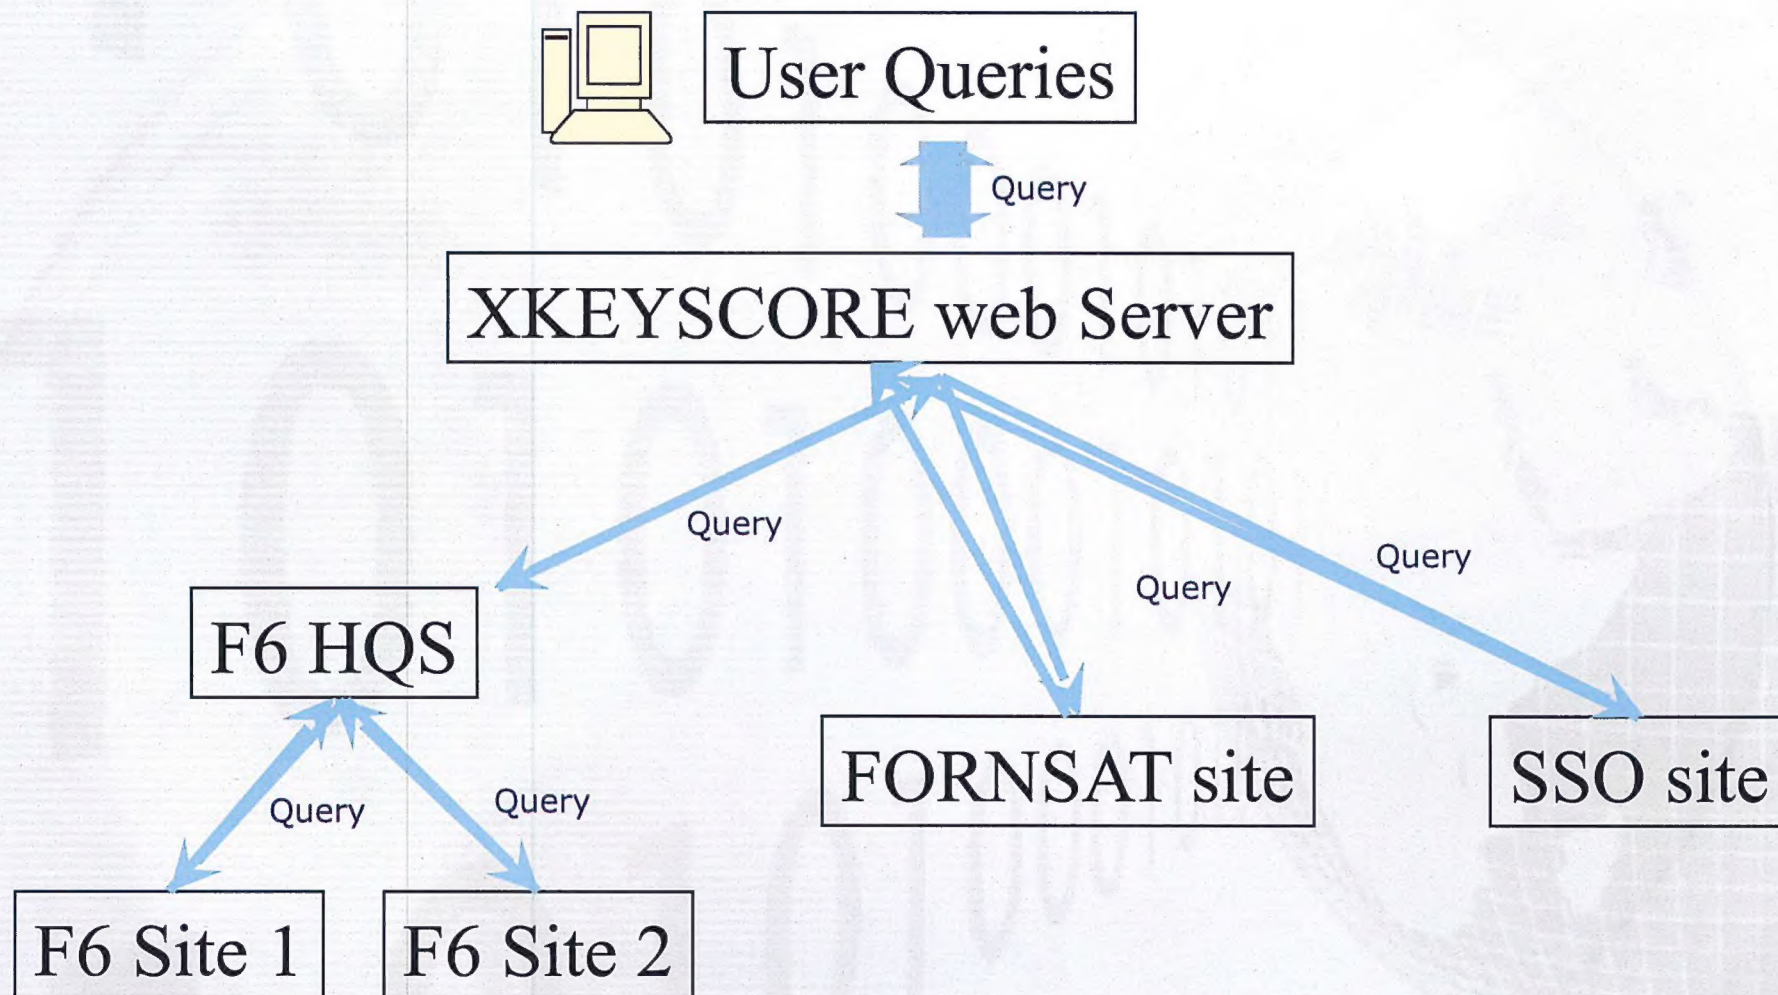 User Queries
Query
XKEYSCORE web Server
Query
Query
Query
F6 HQS
FORNSAT site
SSO site
Query
Query
F6 Site 1
F6 Site 2